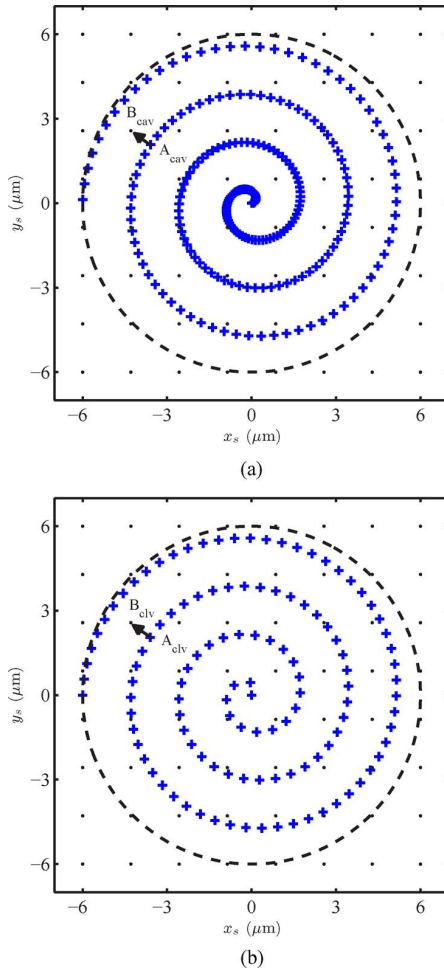 6
3
0
−3
−6
y_s (μm)
B_cav
A_cav
−6 −3 0 3 6
x_s (μm)
(a)
6
3
0
−3
−6
y_s (μm)
B_clv
A_clv
−6 −3 0 3 6
x_s (μm)
(b)